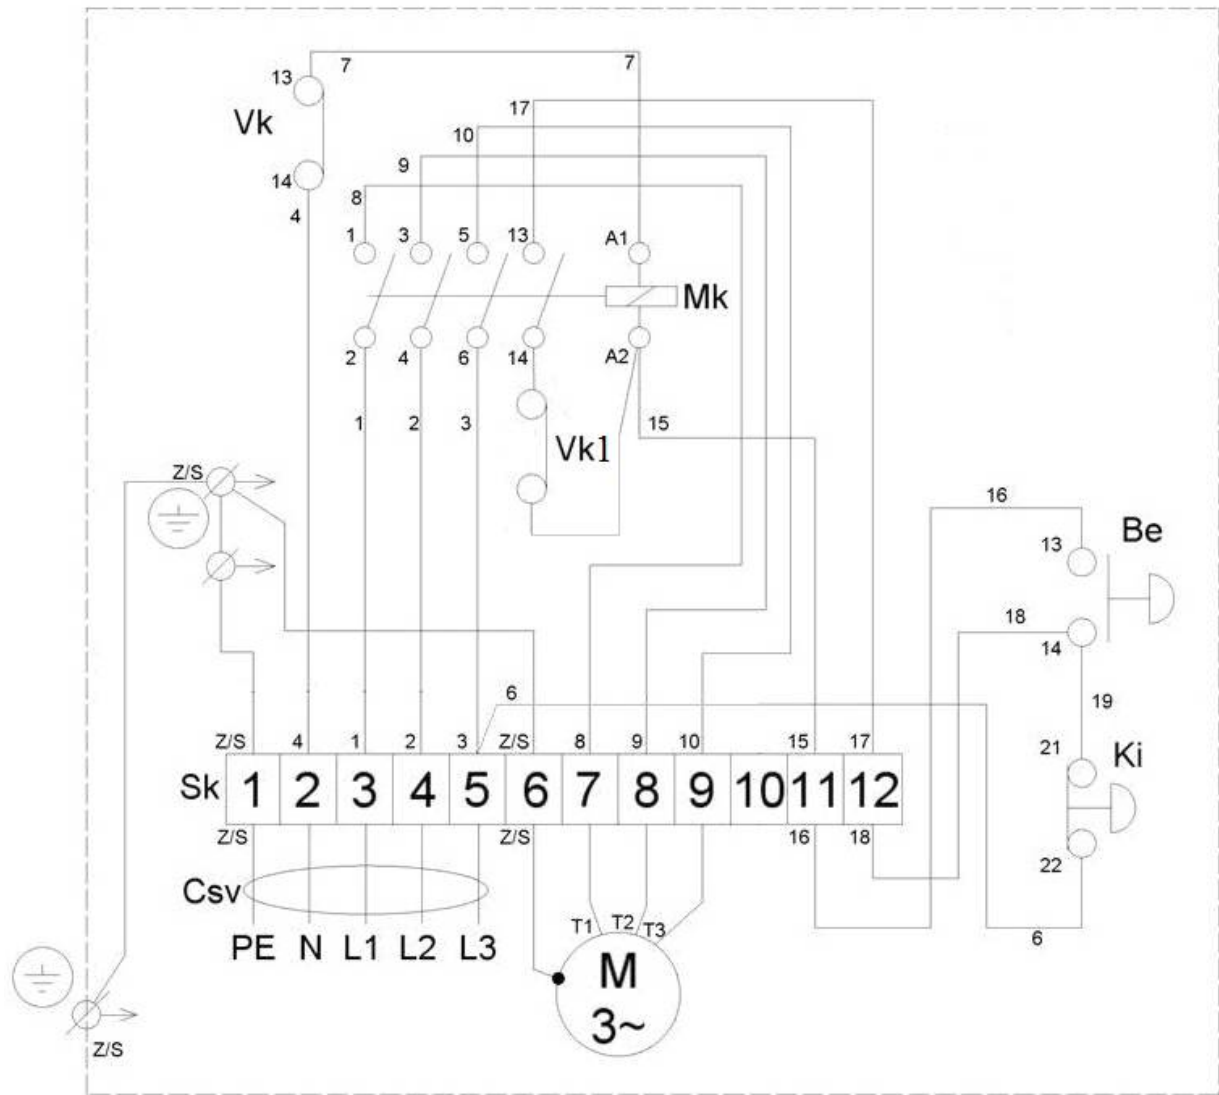 7 7
13
17
Vk
10
9
14
8
4
1 3 5 13 A1
Mk
2 4 6 14 A2
1 2 3 15
Vk1
Z/S
16
Be
13
18
14
6
19
Z/S 4 1 2 3 Z/S 8 9 10 15 17
21
Ki
Sk 1 2 3 4 5 6 7 8 9 10 11 12
Z/S Z/S 16 18
22
Csv
T1 T2 T3
6
PE N L1 L2 L3
M
3~
Z/S